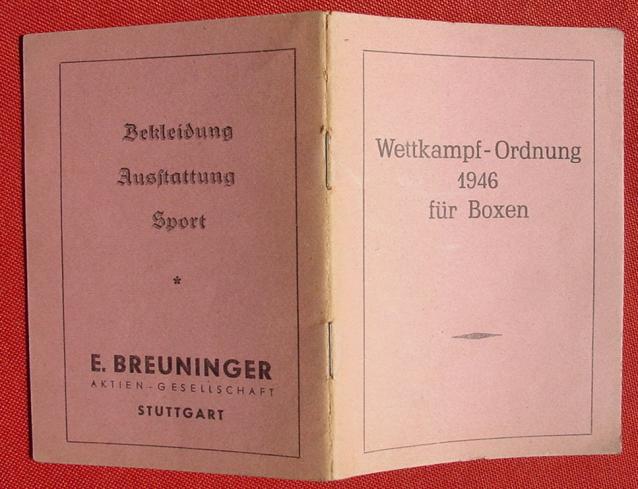 Bekleidung
Ausstattung
Sport
*
E. BREUNINGER
AKTIEN-GESELLSCHAFT
STUTTGART
Wettkampf-Ordnung
1946
für Boxen